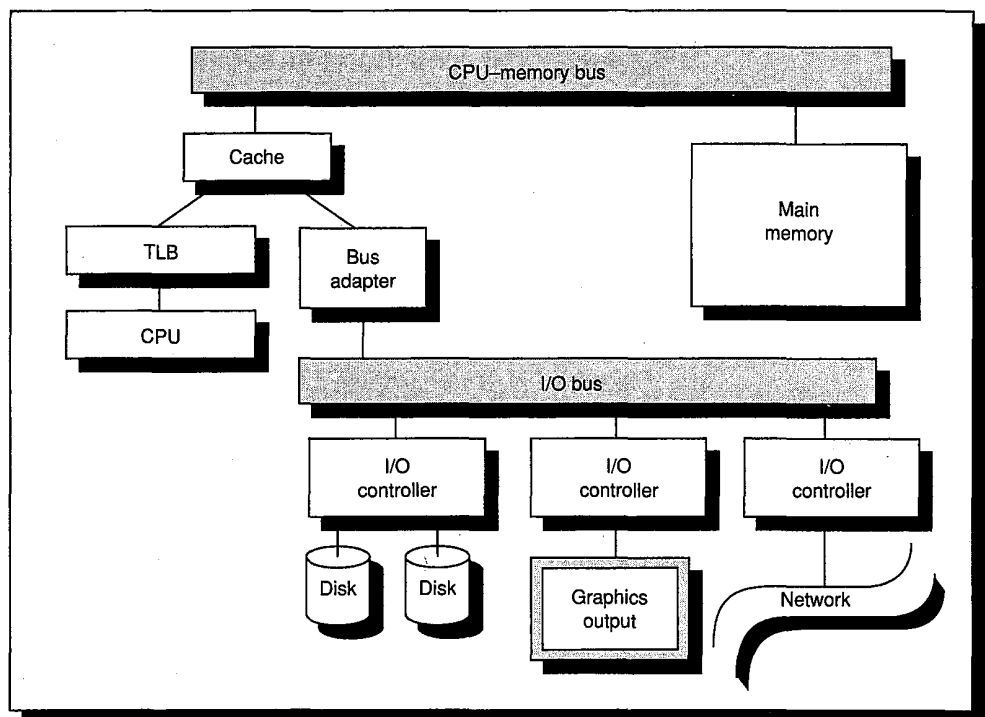 CPU–memory bus
Cache
Main
memory
TLB
Bus
adapter
CPU
I/O bus
I/O
controller
I/O
controller
I/O
controller
Disk
Disk
Graphics
output
Network